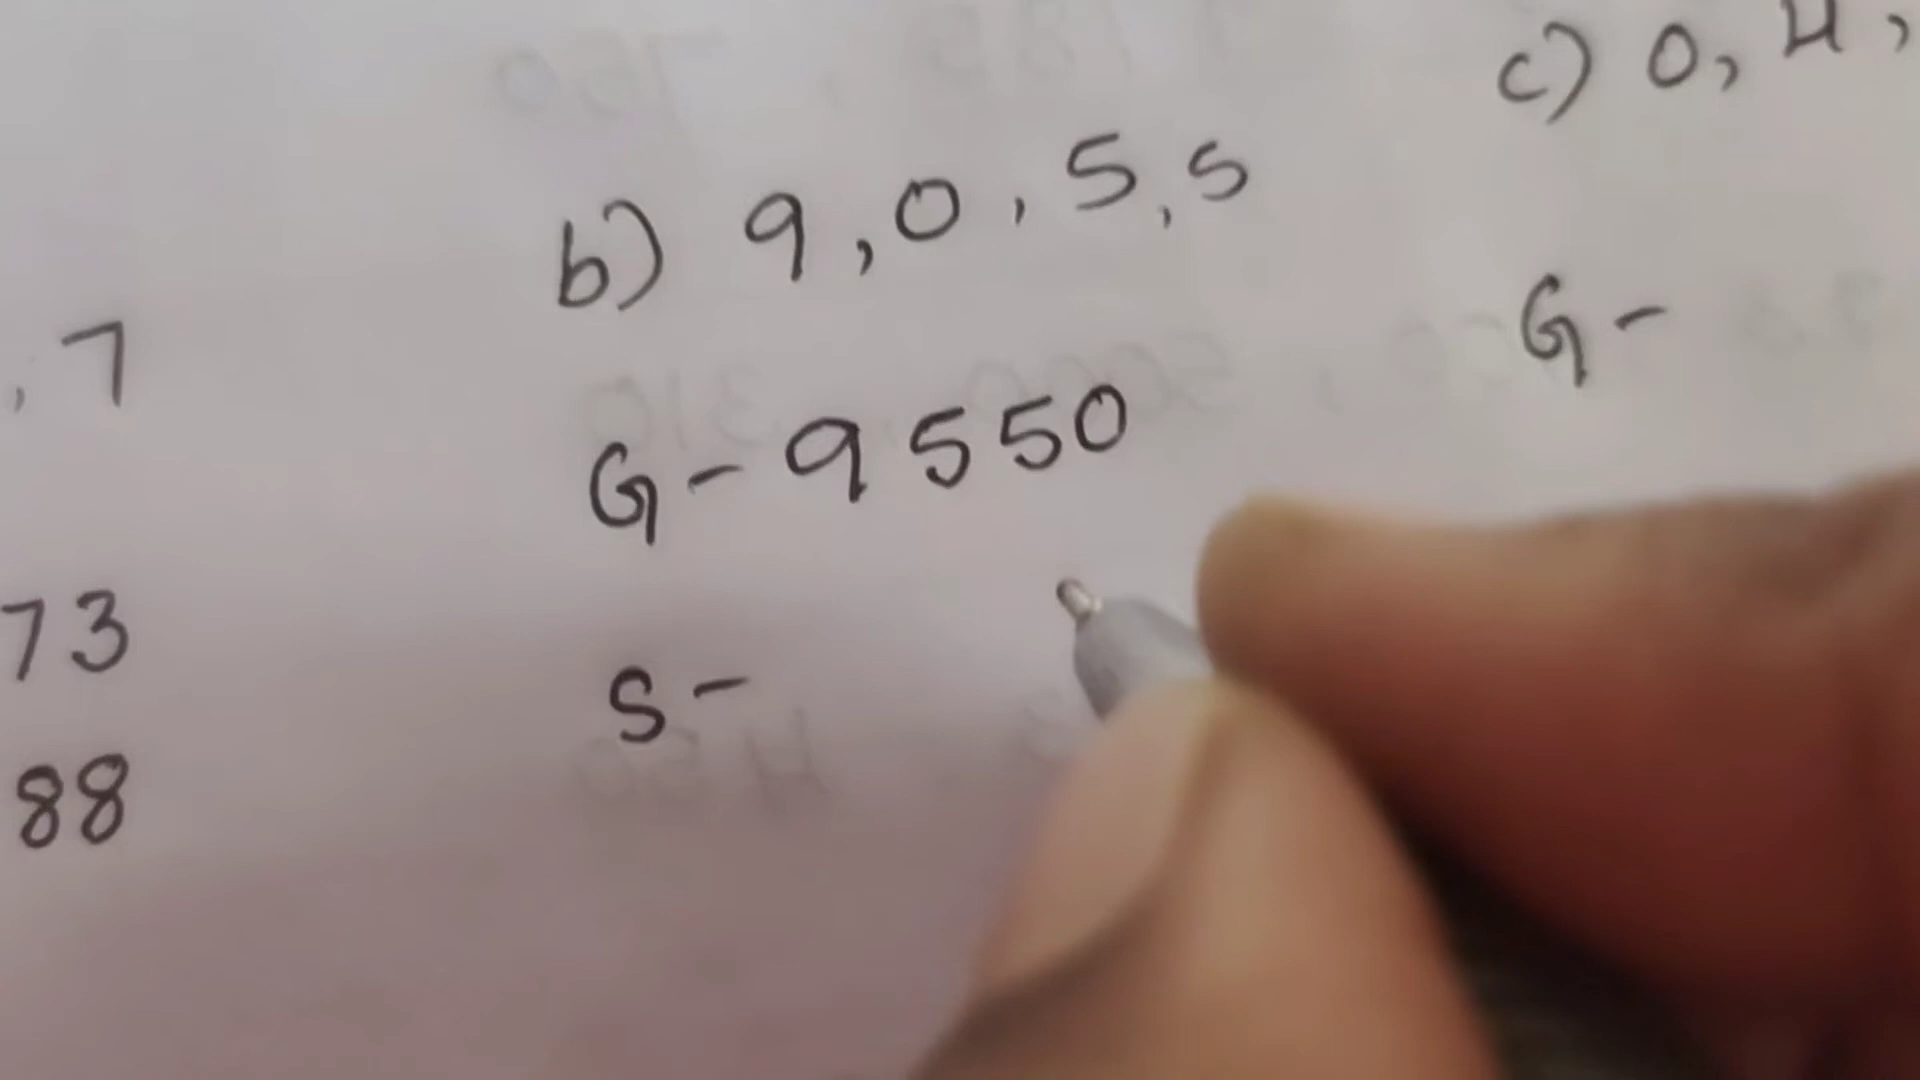 , 7
73
88
b) 9, 0, 5, 5
G - 9550
S -
c) 0, 4,
G -